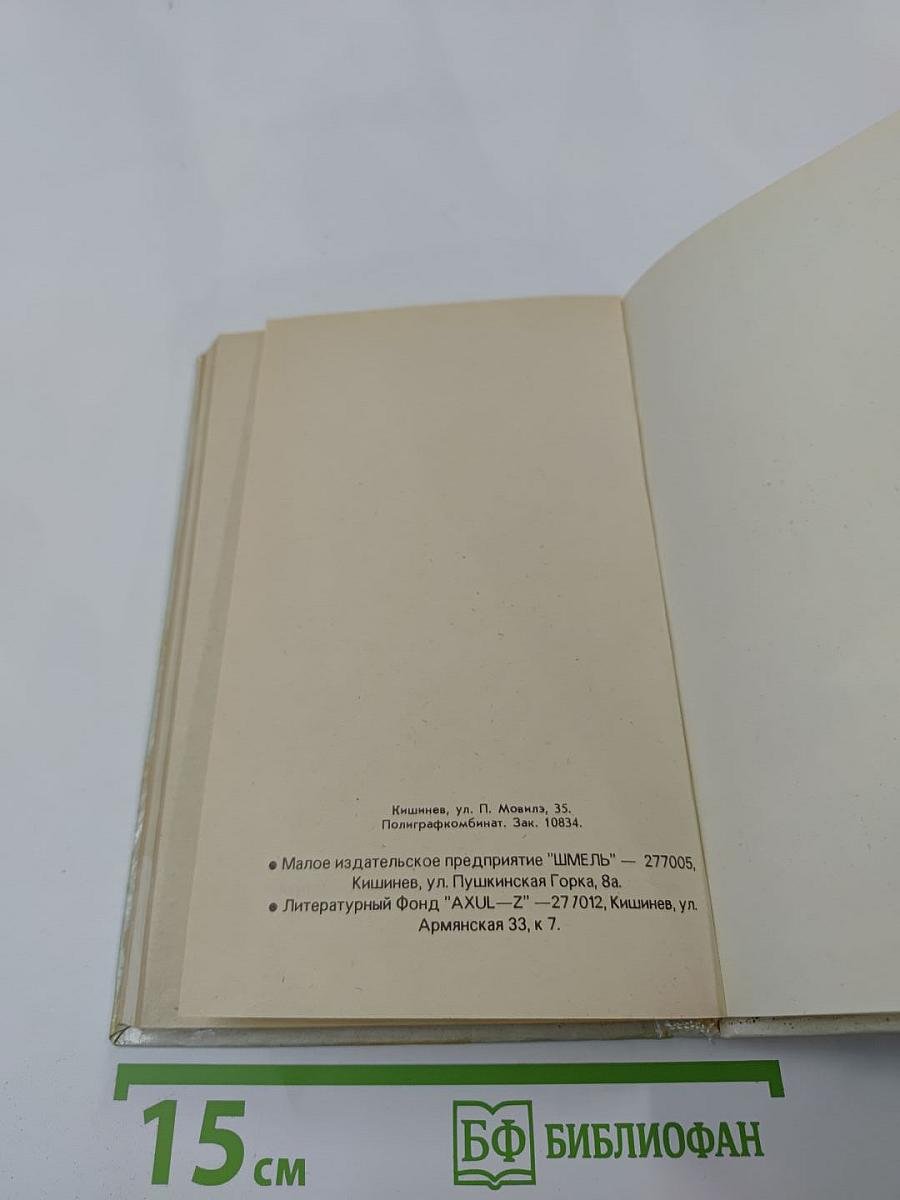 Кишинев, ул. П. Мовилэ, 35.
Полиграфкомбинат. Зак. 10834.
● Малое издательское предприятие "ШМЕЛЬ" — 277005,
Кишинев, ул. Пушкинская Горка, 8а.
● Литературный Фонд "AXUL—Z" —277012, Кишинев, ул.
Армянская 33, к 7.
15 см
БФ БИБЛИОФАН